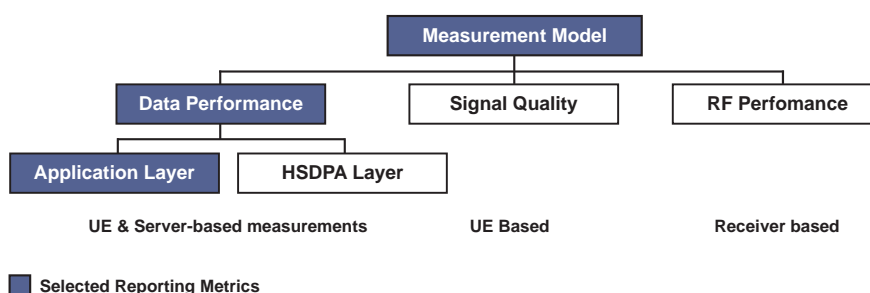 Measurement Model
Data Performance
Signal Quality
RF Perfomance
Application Layer
HSDPA Layer
UE & Server-based measurements
UE Based
Receiver based
Selected Reporting Metrics